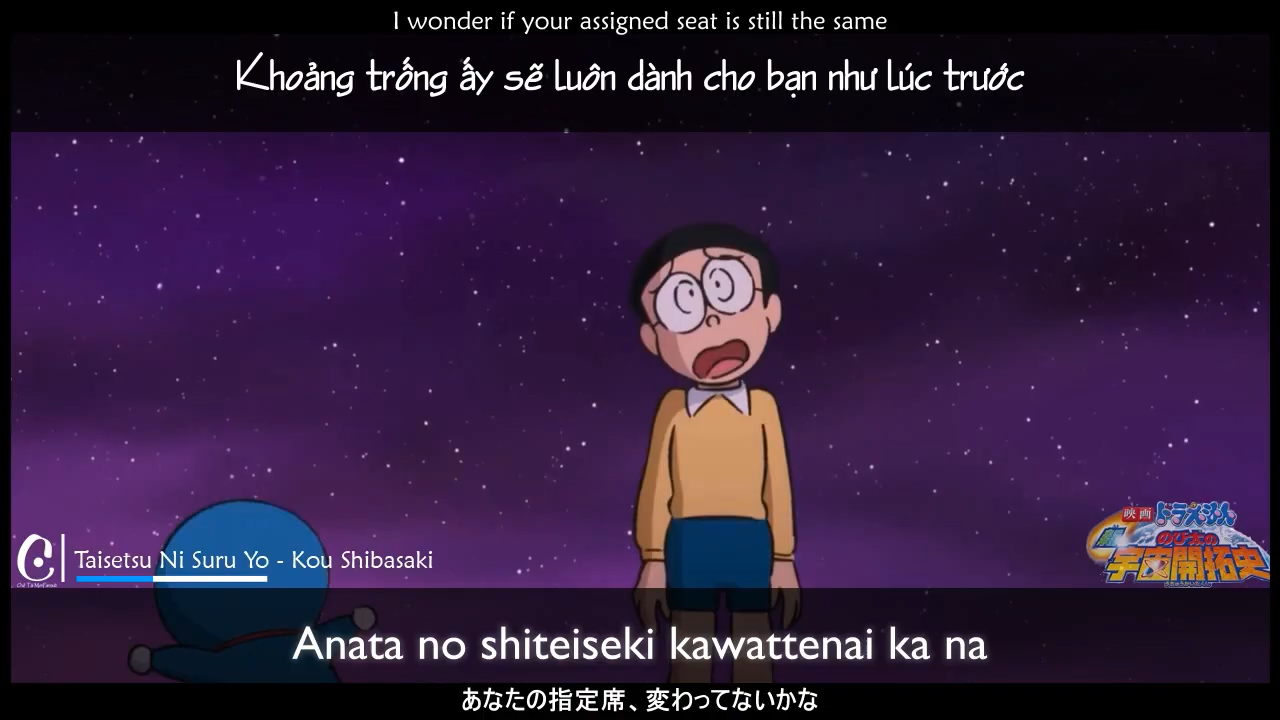 I wonder if your assigned seat is still the same
Khoảng trống ấy sẽ luôn dành cho bạn như lúc trước
映画 ドラえもん
新 のび太の
宇宙開拓史
Taisetsu Ni Suru Yo - Kou Shibasaki
Anata no shiteiseki kawattenai ka na
あなたの指定席、変わってないかな